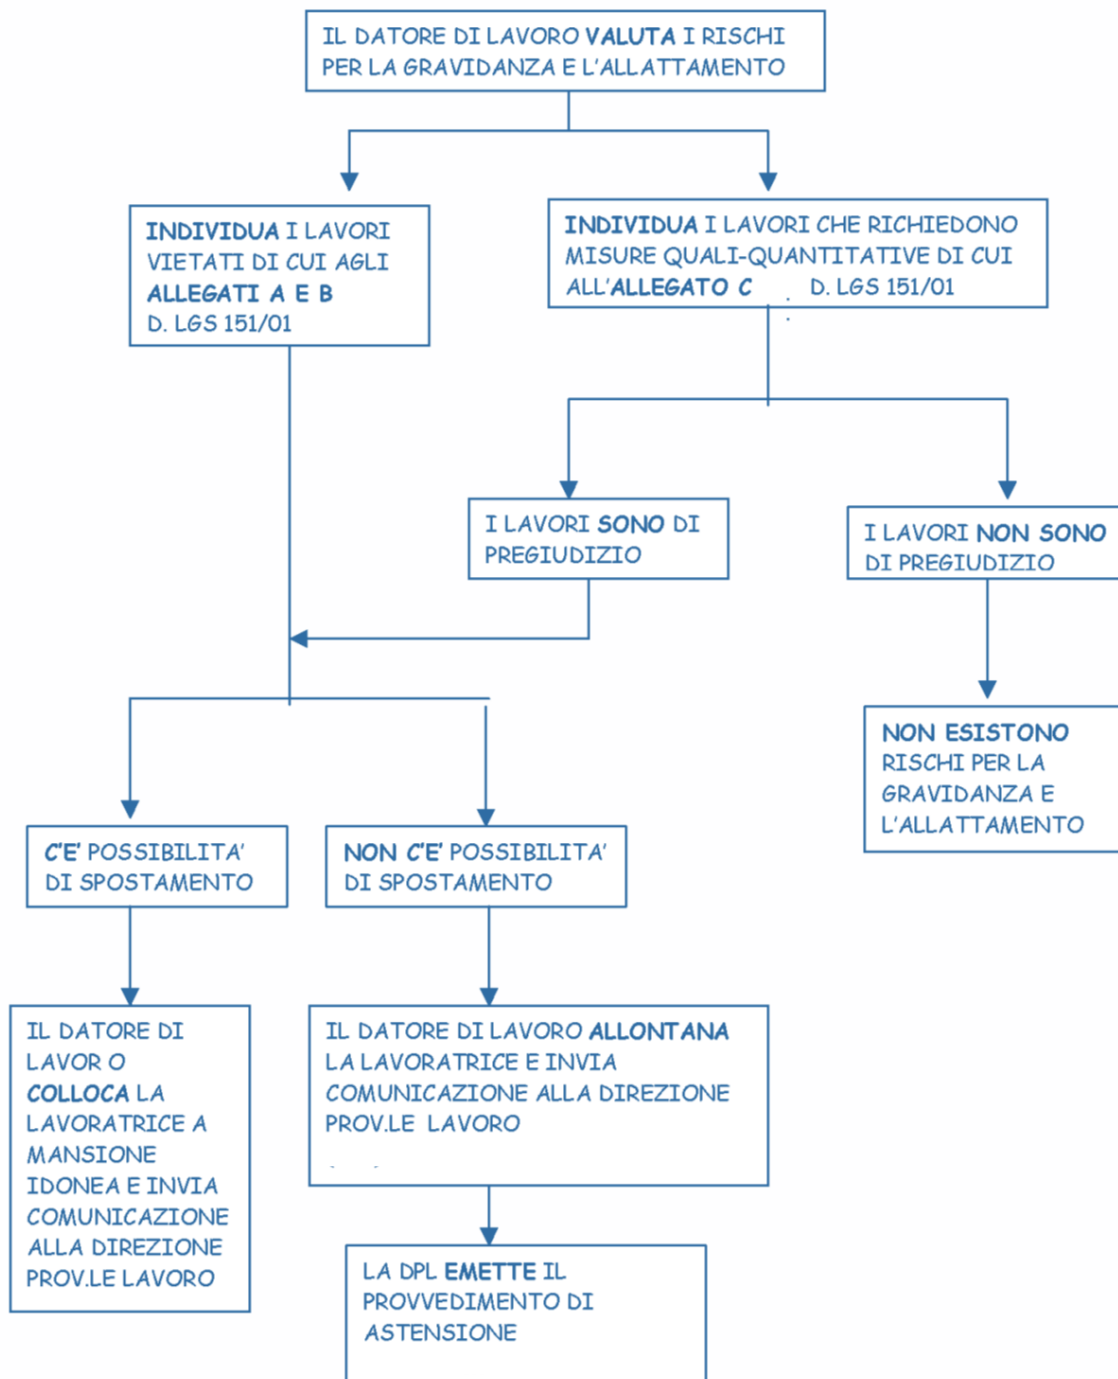 IL DATORE DI LAVORO VALUTA I RISCHI
PER LA GRAVIDANZA E L'ALLATTAMENTO
INDIVIDUA I LAVORI
VIETATI DI CUI AGLI
ALLEGATI A E B
D. LGS 151/01
INDIVIDUA I LAVORI CHE RICHIEDONO
MISURE QUALI-QUANTITATIVE DI CUI
ALL'ALLEGATO C D. LGS 151/01
I LAVORI SONO DI
PREGIUDIZIO
I LAVORI NON SONO
DI PREGIUDIZIO
NON ESISTONO
RISCHI PER LA
GRAVIDANZA E
L'ALLATTAMENTO
C'E' POSSIBILITA'
DI SPOSTAMENTO
NON C'E' POSSIBILITA'
DI SPOSTAMENTO
IL DATORE DI
LAVOR O
COLLOCA LA
LAVORATRICE A
MANSIONE
IDONEA E INVIA
COMUNICAZIONE
ALLA DIREZIONE
PROV.LE LAVORO
IL DATORE DI LAVORO ALLONTANA
LA LAVORATRICE E INVIA
COMUNICAZIONE ALLA DIREZIONE
PROV.LE LAVORO
LA DPL EMETTE IL
PROVVEDIMENTO DI
ASTENSIONE